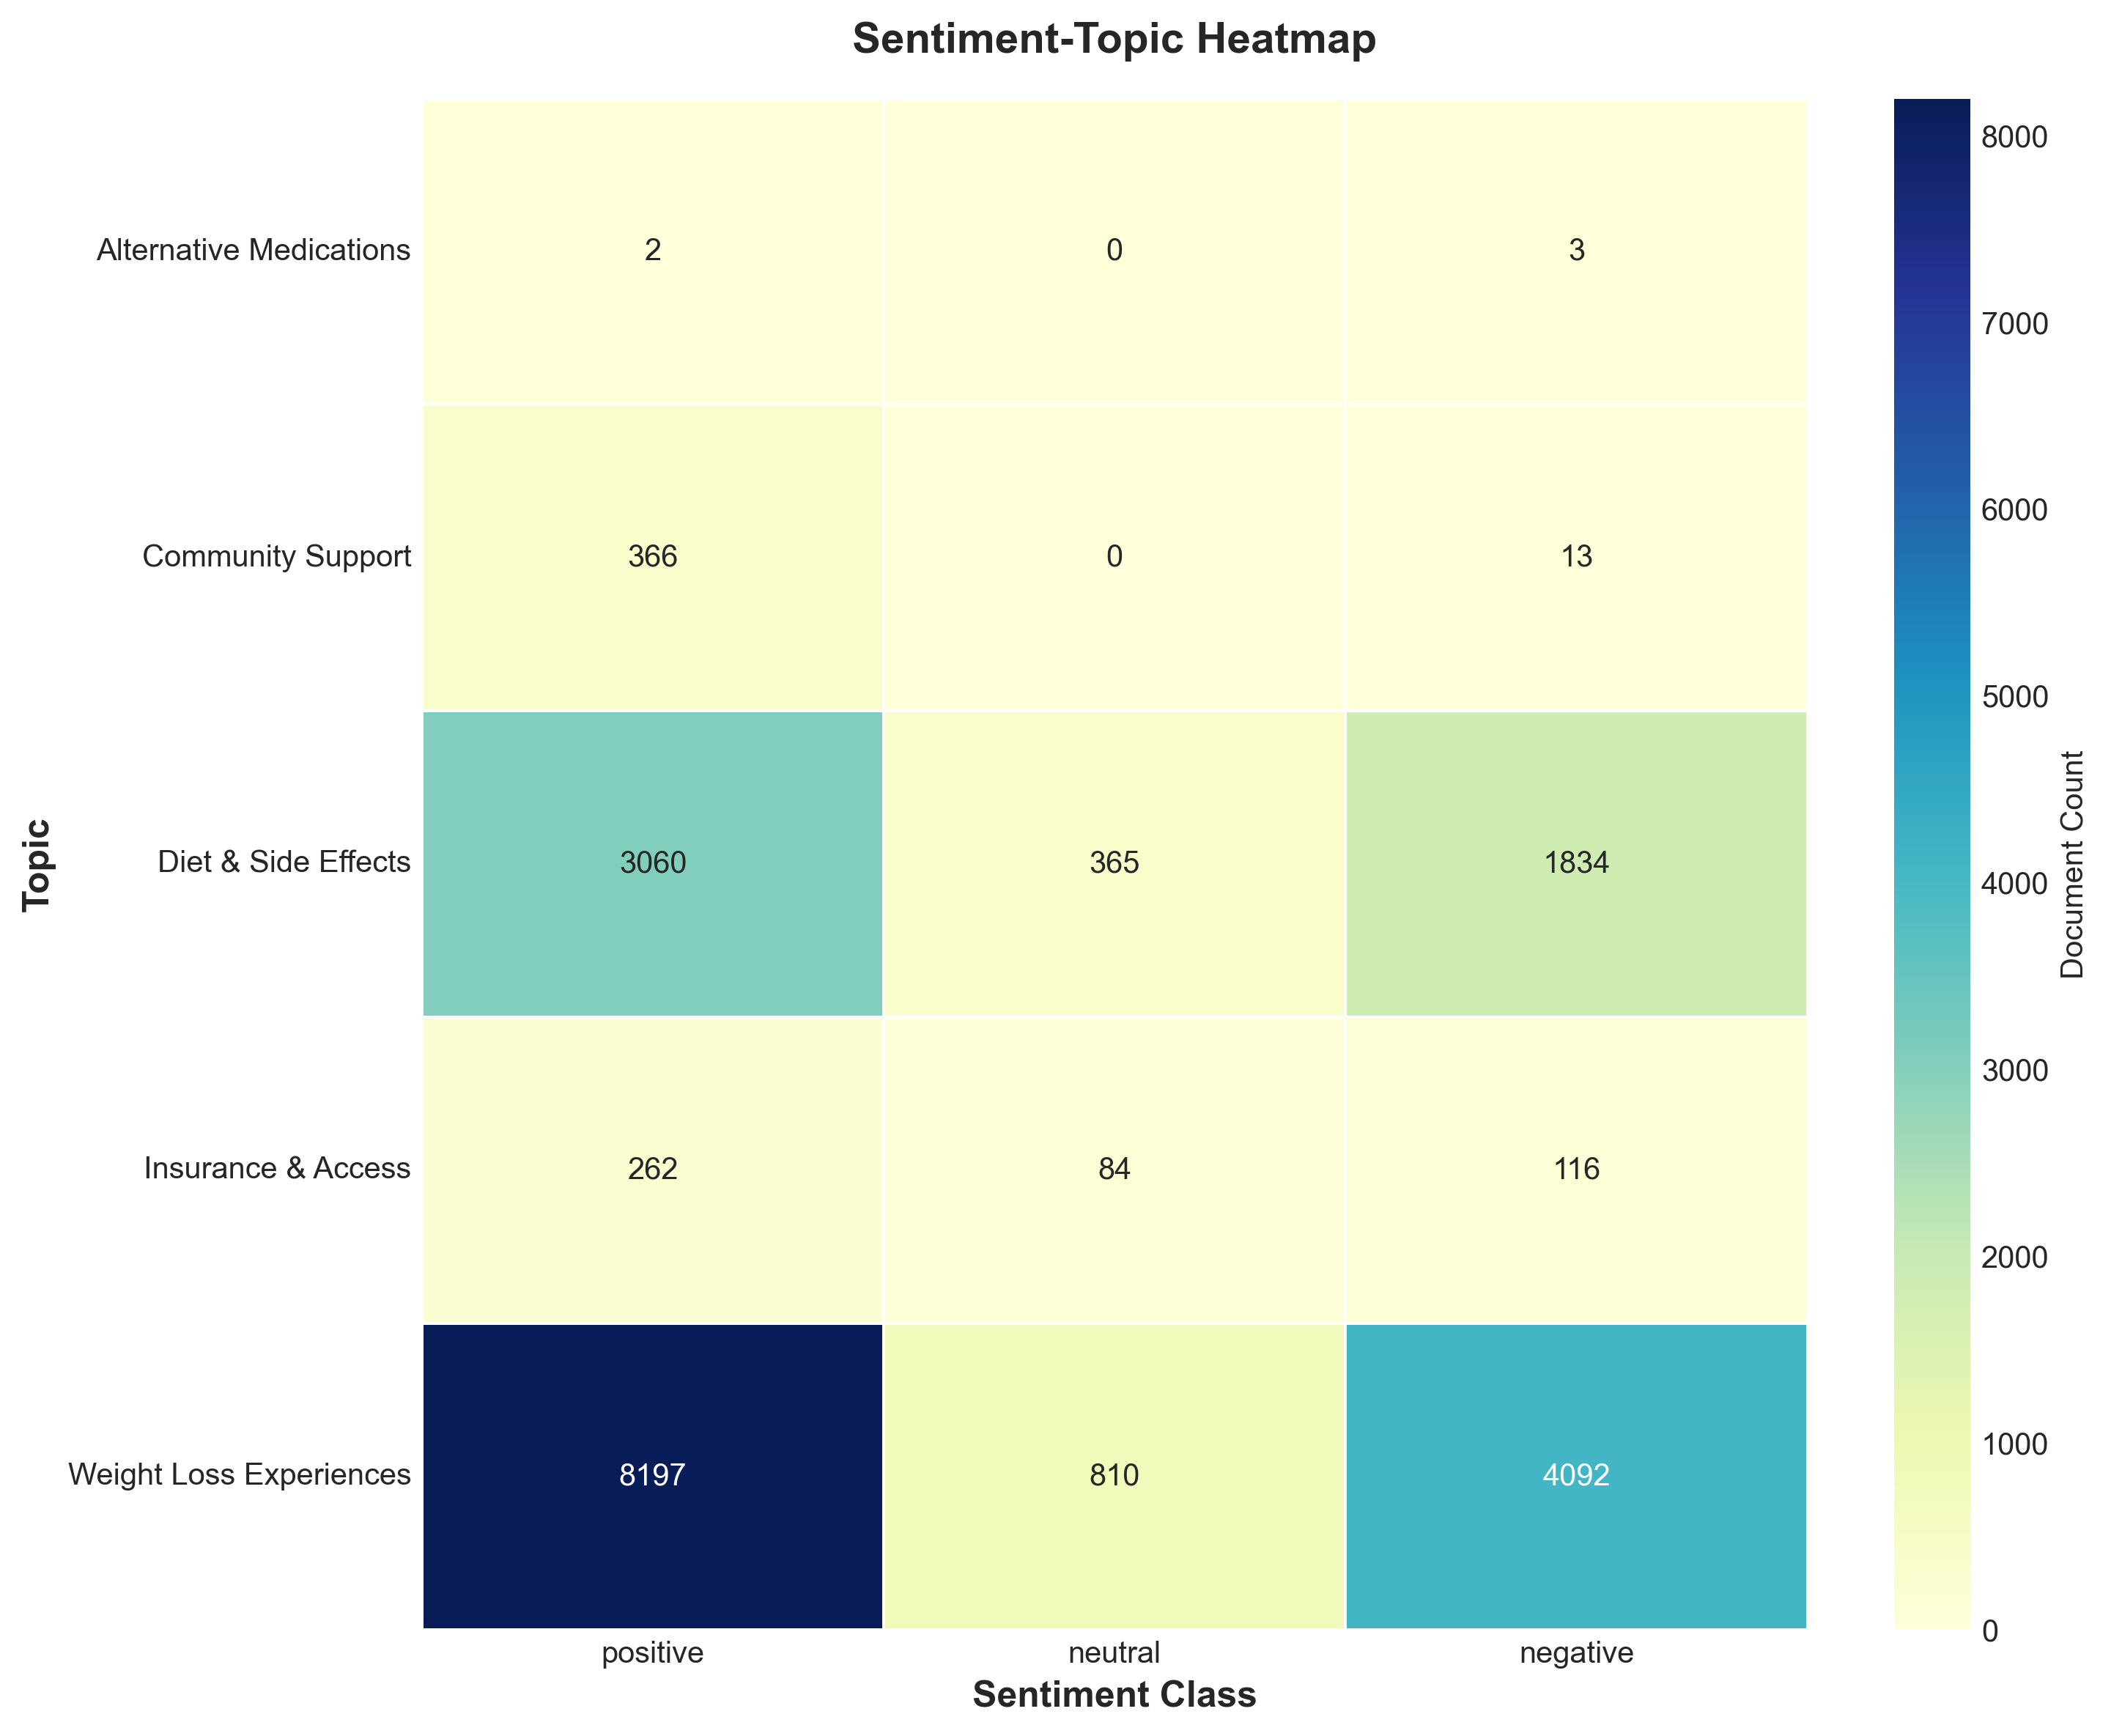 Sentiment-Topic Heatmap
Alternative Medications 2 0 3
Community Support 366 0 13
Diet & Side Effects 3060 365 1834
Insurance & Access 262 84 116
Weight Loss Experiences 8197 810 4092
positive neutral negative
Sentiment Class
Topic
8000
7000
6000
5000
4000
3000
2000
1000
0
Document Count